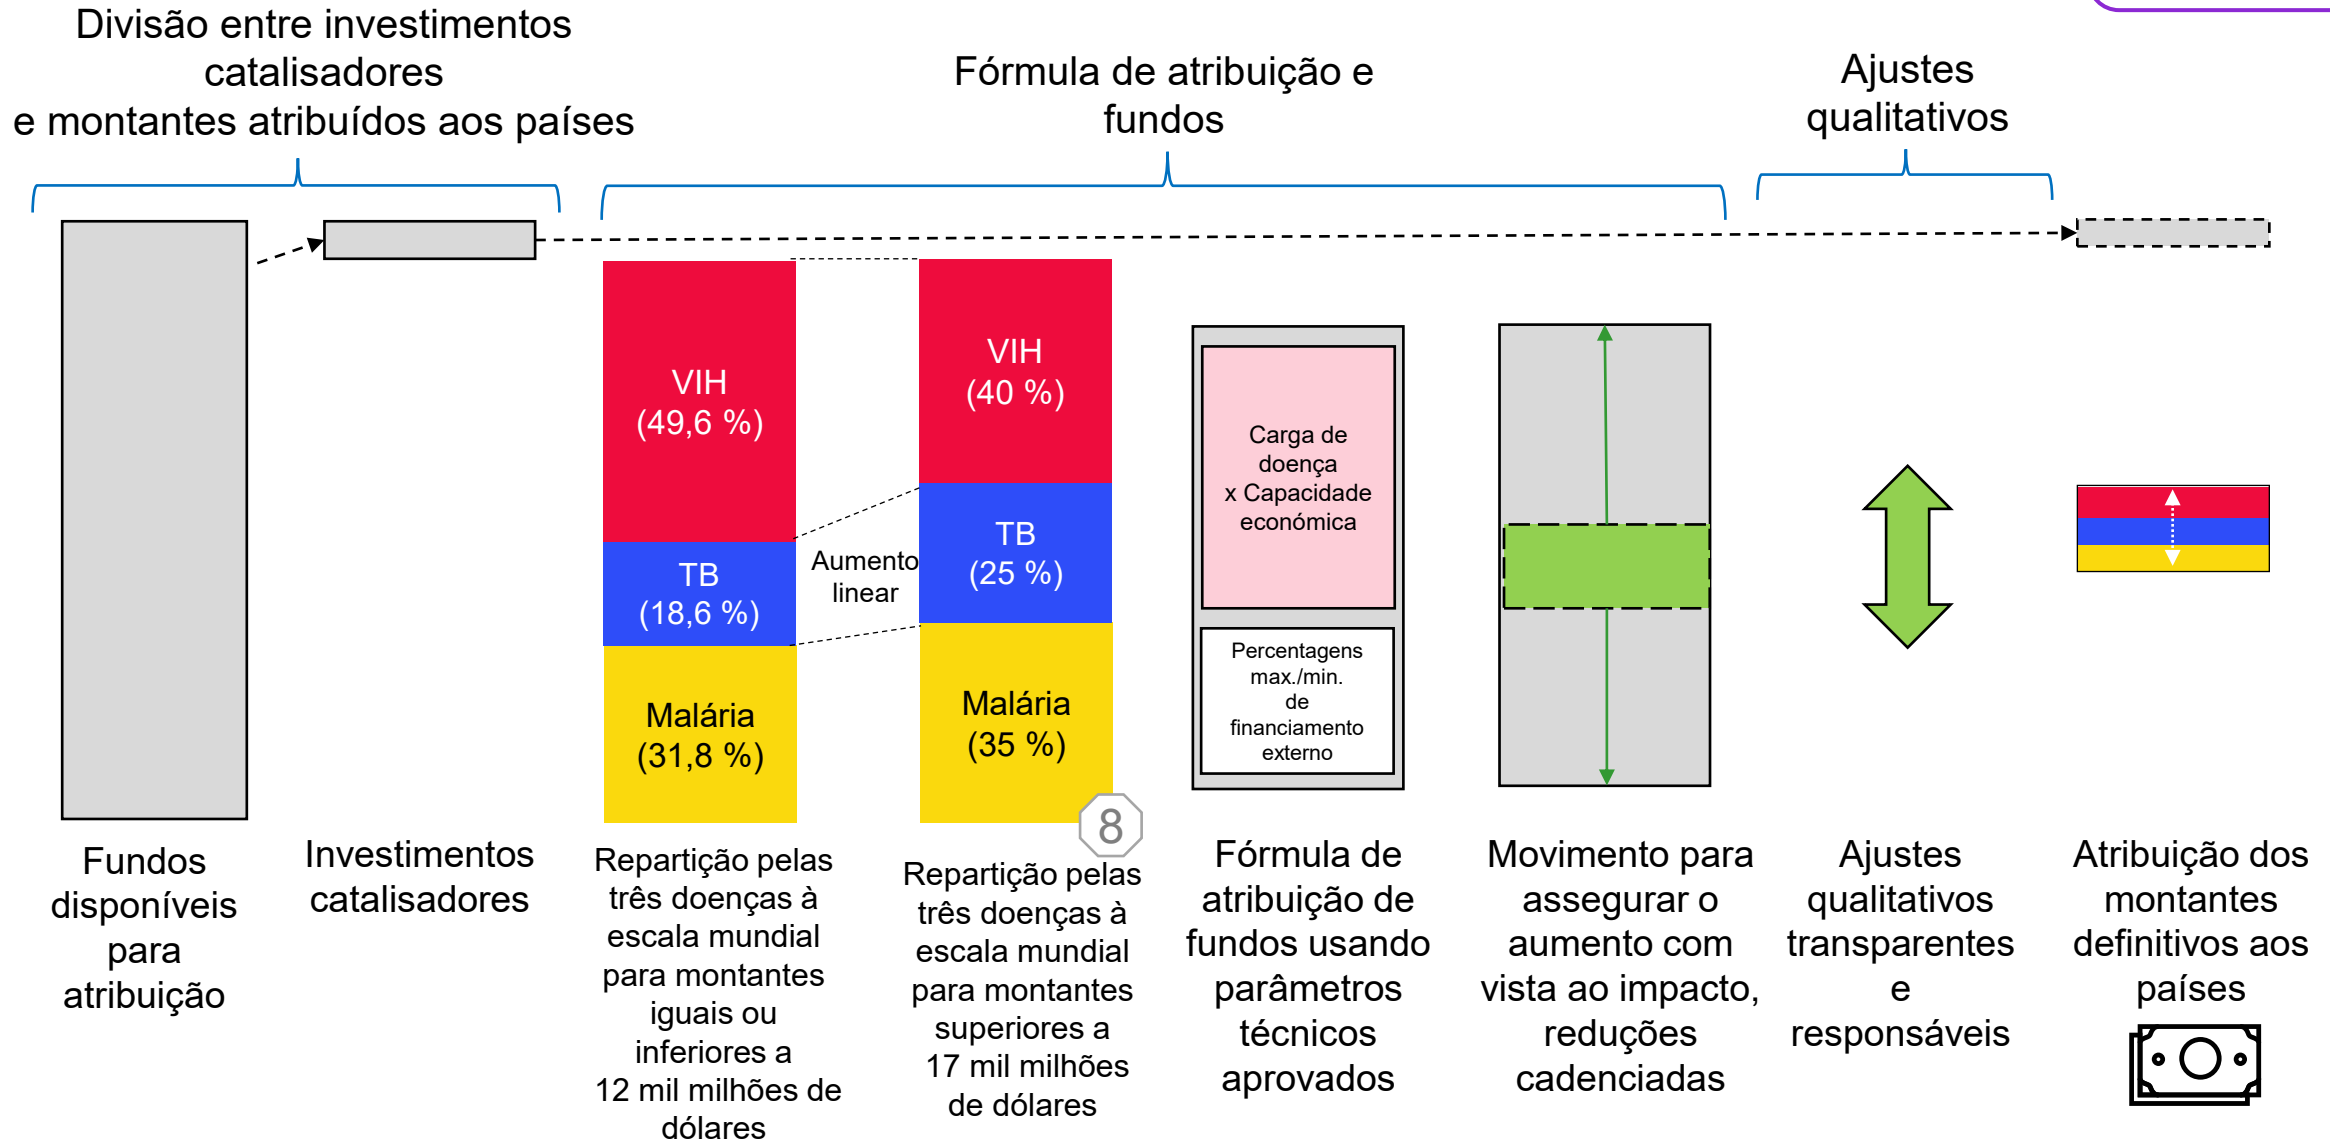 Divisão entre investimentos
catalisadores
e montantes atribuídos aos países
Fórmula de atribuição e
fundos
Ajustes
qualitativos
VIH
(49,6 %)
TB
(18,6 %)
Malária
(31,8 %)
Aumento
linear
VIH
(40 %)
TB
(25 %)
Malária
(35 %)
8
Carga de
doença
x Capacidade
económica
Percentagens
max./min.
de
financiamento
externo
Fundos
disponíveis
para
atribuição
Investimentos
catalisadores
Repartição pelas
três doenças à
escala mundial
para montantes
iguais ou
inferiores a
12 mil milhões de
dólares
Repartição pelas
três doenças à
escala mundial
para montantes
superiores a
17 mil milhões
de dólares
Fórmula de
atribuição de
fundos usando
parâmetros
técnicos
aprovados
Movimento para
assegurar o
aumento com
vista ao impacto,
reduções
cadenciadas
Ajustes
qualitativos
transparentes
e
responsáveis
Atribuição dos
montantes
definitivos aos
países